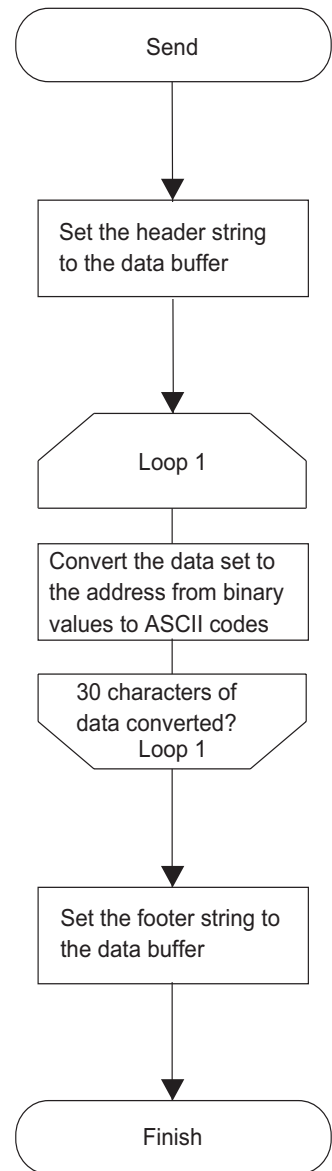 Send
Set the header string
to the data buffer
Loop 1
Convert the data set to
the address from binary
values to ASCII codes
30 characters of
data converted?
Loop 1
Set the footer string to
the data buffer
Finish